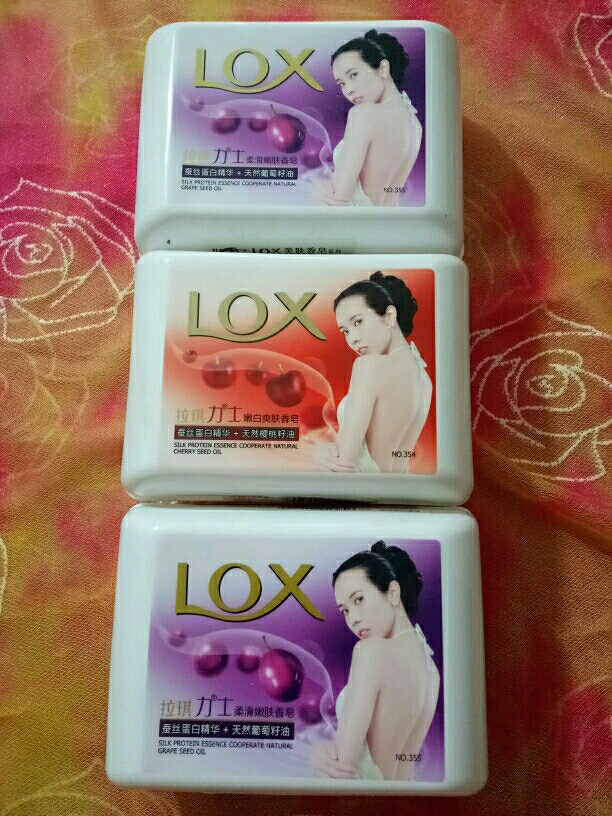 LOX
力士 柔滑嫩肤香皂
蚕丝蛋白精华 + 天然葡萄籽油
SILK PROTEIN ESSENCE COOPERATE NATURAL
GRAPE SEED OIL
NO.355
LOX 美肤香皂
LOX
拉琪 力士 嫩白爽肤香皂
蚕丝蛋白精华 + 天然樱桃籽油
SILK PROTEIN ESSENCE COOPERATE NATURAL
CHERRY SEED OIL
NO.354
LOX
拉琪 力士® 柔滑嫩肤香皂
蚕丝蛋白精华 + 天然葡萄籽油
SILK PROTEIN ESSENCE COOPERATE NATURAL
GRAPE SEED OIL
NO.355